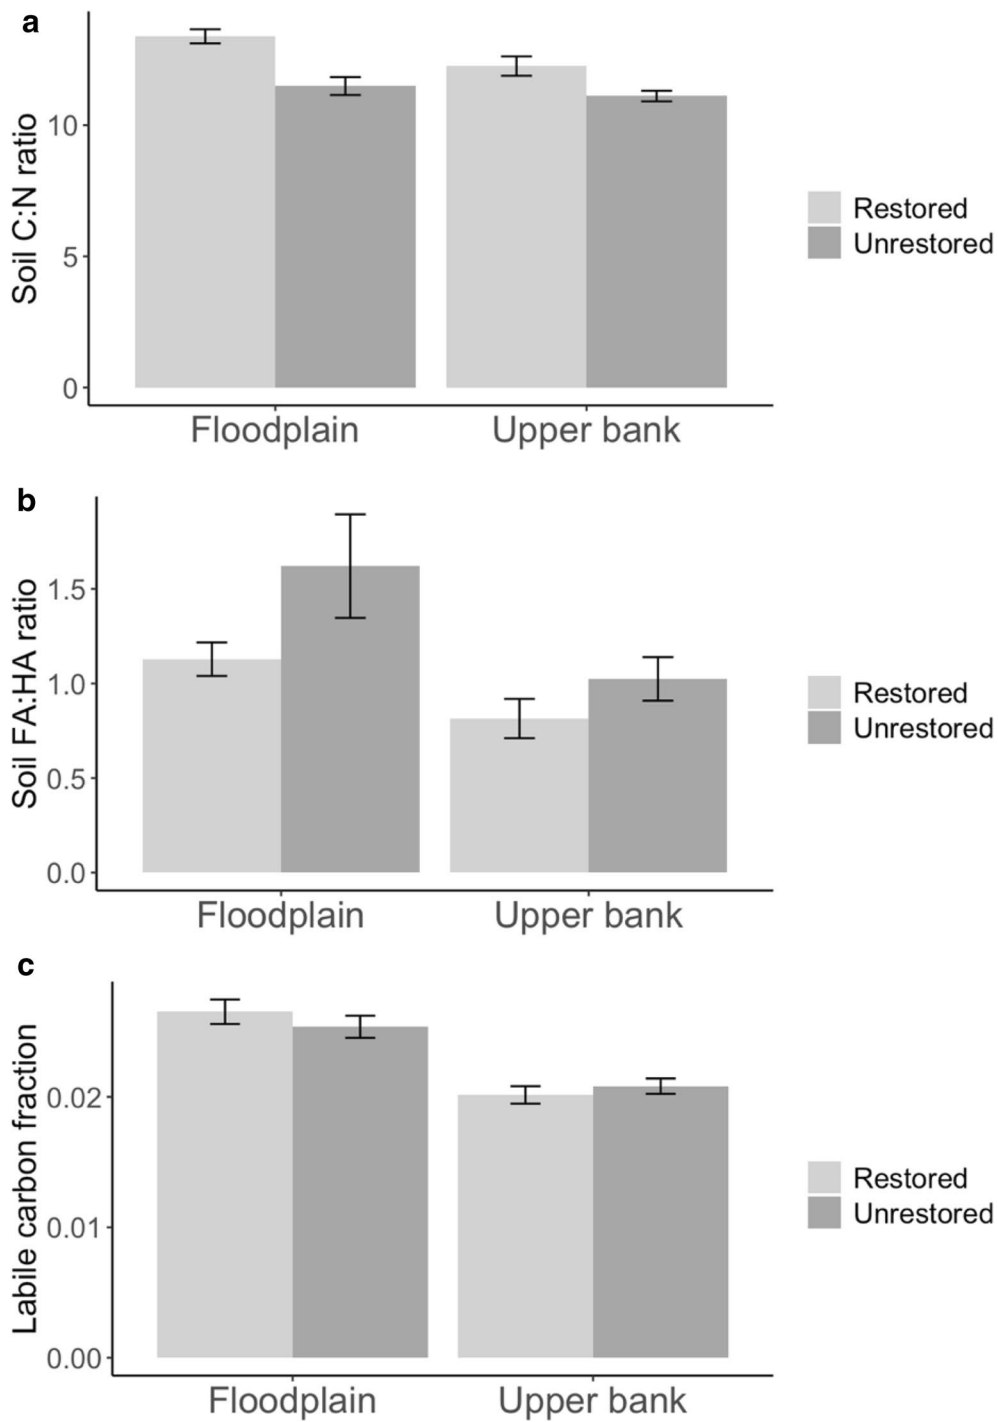 a
Soil C:N ratio
10
5
0
Floodplain
Upper bank
Restored
Unrestored
b
Soil FA:HA ratio
1.5
1.0
0.5
0.0
Floodplain
Upper bank
Restored
Unrestored
c
Labile carbon fraction
0.02
0.01
0.00
Floodplain
Upper bank
Restored
Unrestored